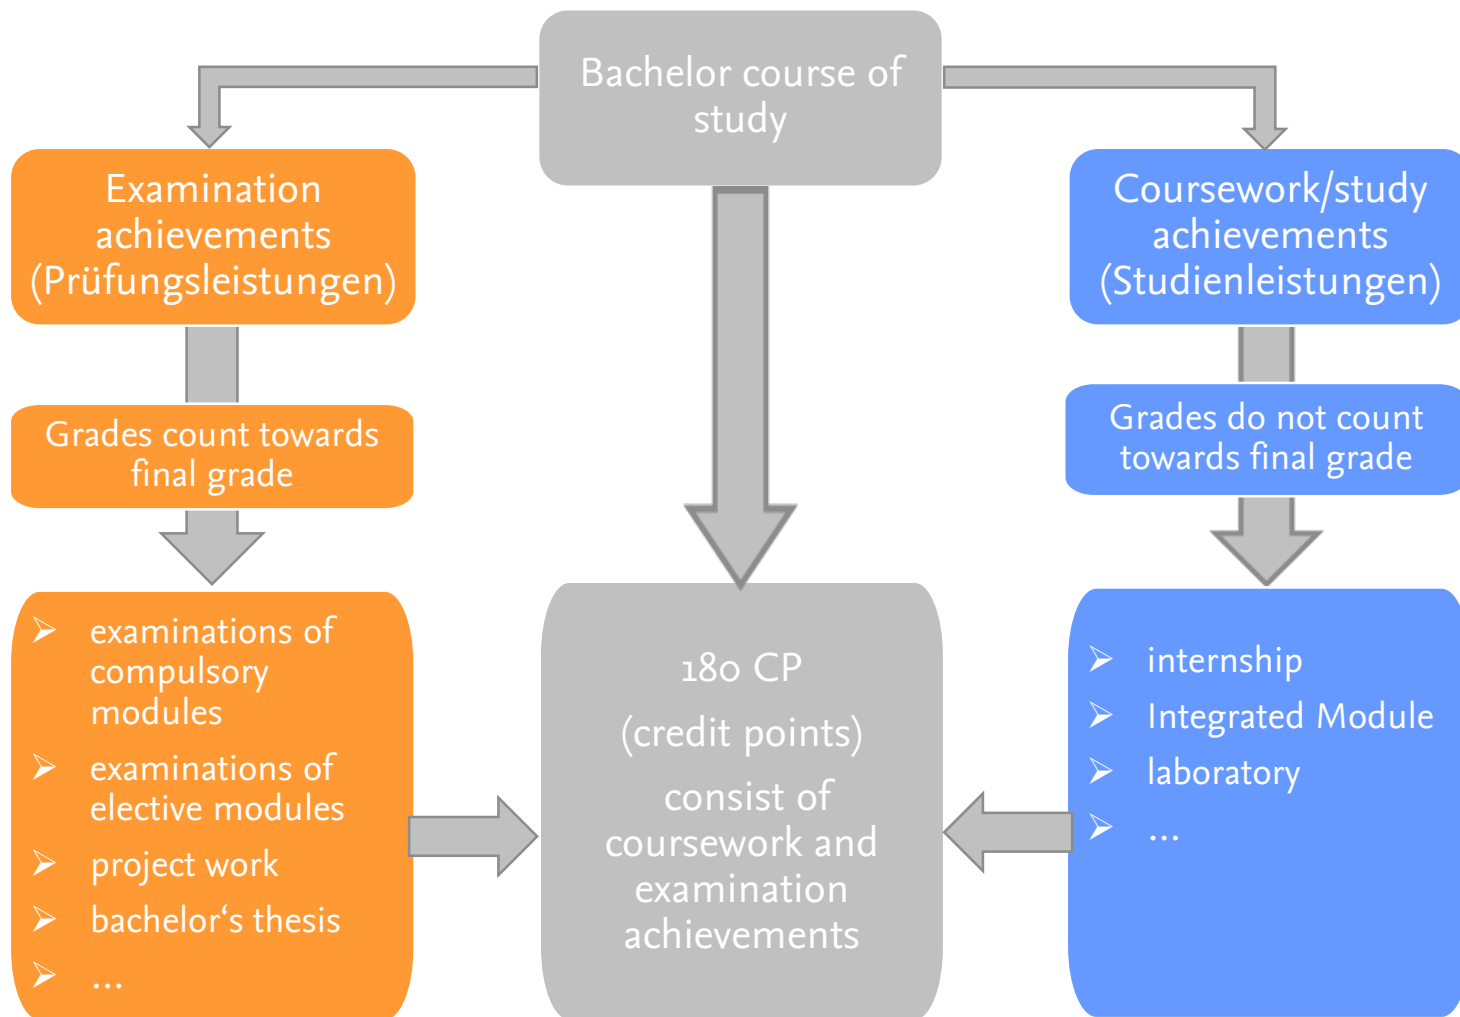 Bachelor course of
study
Examination
achievements
(Prüfungsleistungen)
Coursework/study
achievements
(Studienleistungen)
Grades count towards
final grade
Grades do not count
towards final grade
➢ examinations of
compulsory
modules
➢ examinations of
elective modules
➢ project work
➢ bachelor‘s thesis
➢ ...
180 CP
(credit points)
consist of
coursework and
examination
achievements
➢ internship
➢ Integrated Module
➢ laboratory
➢ ...